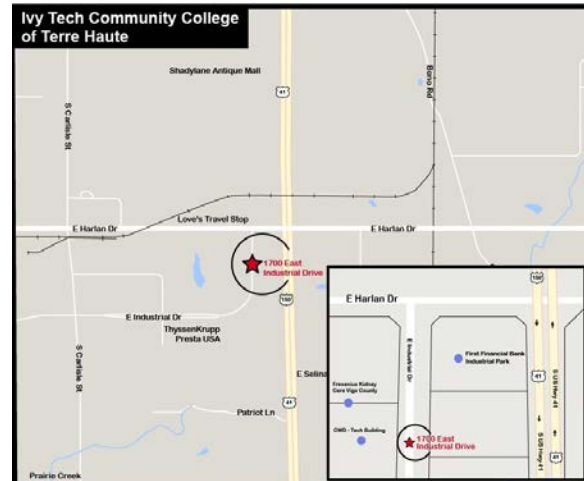 Ivy Tech Community College
of Terre Haute
Shadylane Antique Mall
41
Bono Rd
S Carlisle St
Love's Travel Stop
E Harlan Dr
E Harlan Dr
1700 East
Industrial Drive
150
E Industrial Dr
ThyssenKrupp
Presta USA
E Selina
S Carlisle St
41
Patriot Ln
Prairie Creek
150
E Harlan Dr
E Industrial Dr
First Financial Bank
Industrial Park
41
S US Hwy 41
Fresenius Kidney
Care Vigo County
OWD - Tech Building
1700 East
Industrial Drive
S US Hwy 41
41